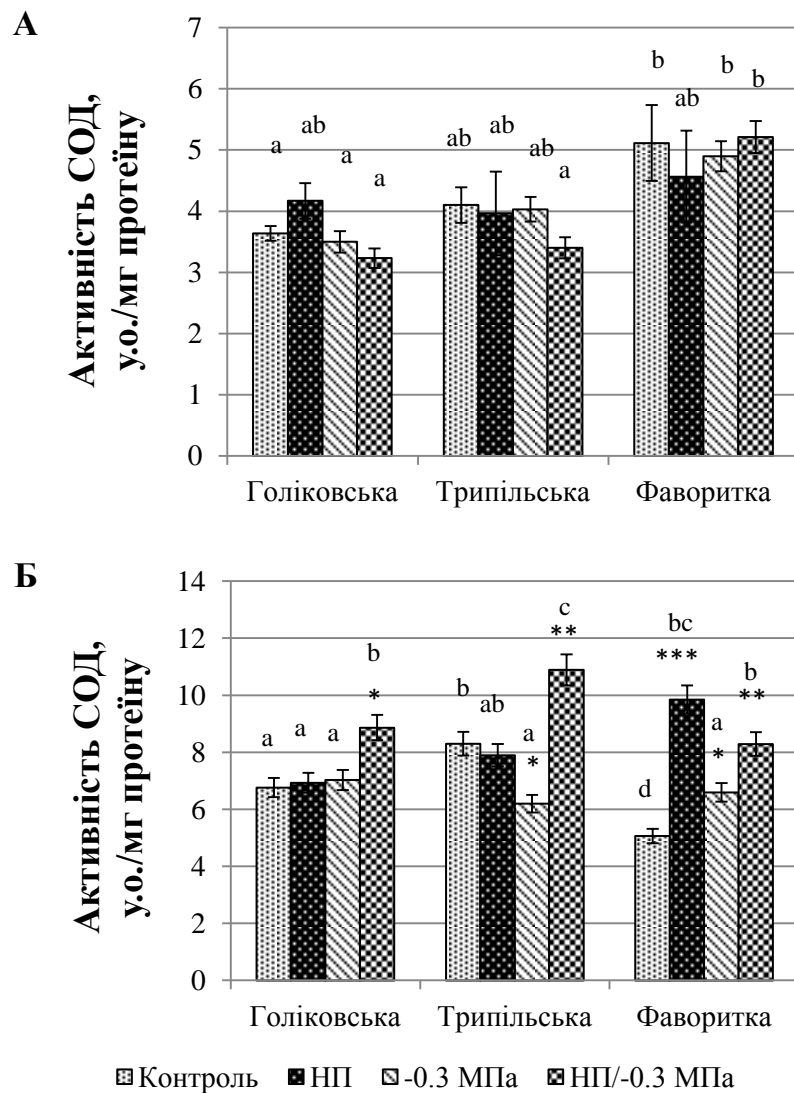 А
Активність СОД,
у.о./мг протеїну
7
6
5
4
3
2
1
0
a ab a a
ab ab ab a
b ab b b
Голіковська Трипільська Фаворитка
Б
Активність СОД,
у.о./мг протеїну
14
12
10
8
6
4
2
0
a a a b
*
b ab a c
* **
d bc a b
*** * **
Голіковська Трипільська Фаворитка
Контроль НП -0.3 МПа НП/-0.3 МПа